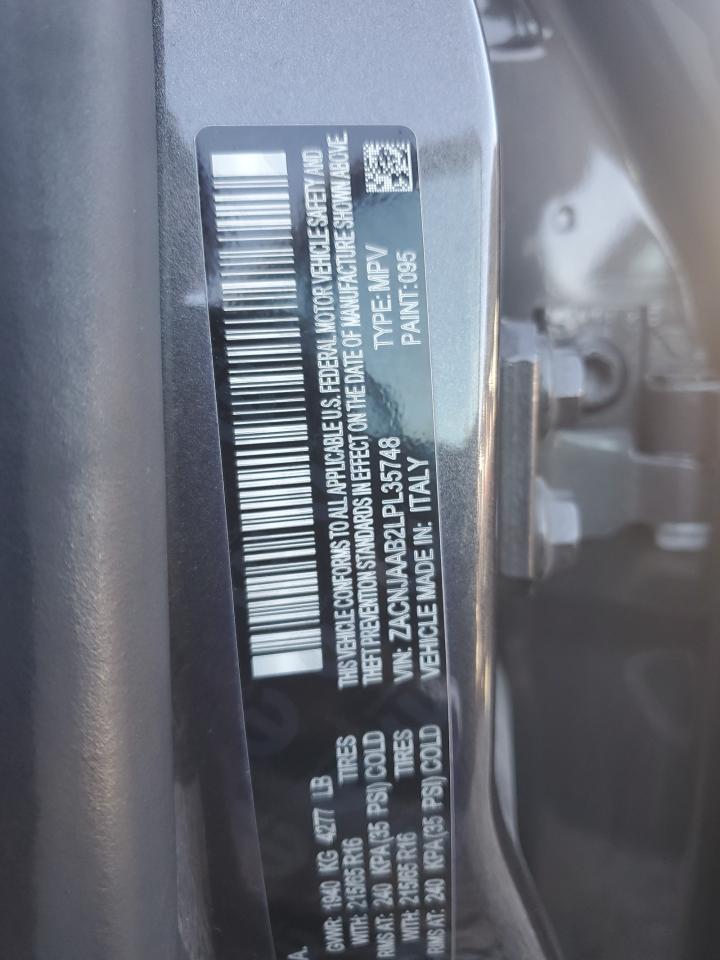 THIS VEHICLE CONFORMS TO ALL APPLICABLE U.S. FEDERAL MOTOR VEHICLE SAFETY AND
THEFT PREVENTION STANDARDS IN EFFECT ON THE DATE OF MANUFACTURE SHOWN ABOVE.
VIN: ZACNJAAB2LPL35748 TYPE: MPV
VEHICLE MADE IN: ITALY PAINT: 095
A.
GVWR: 1940 KG 4277 LB
WITH: 215/65 R16 TIRES
RIMS AT: 240 KPA (35 PSI) COLD
WITH: 215/65 R16 TIRES
RIMS AT: 240 KPA (35 PSI) COLD